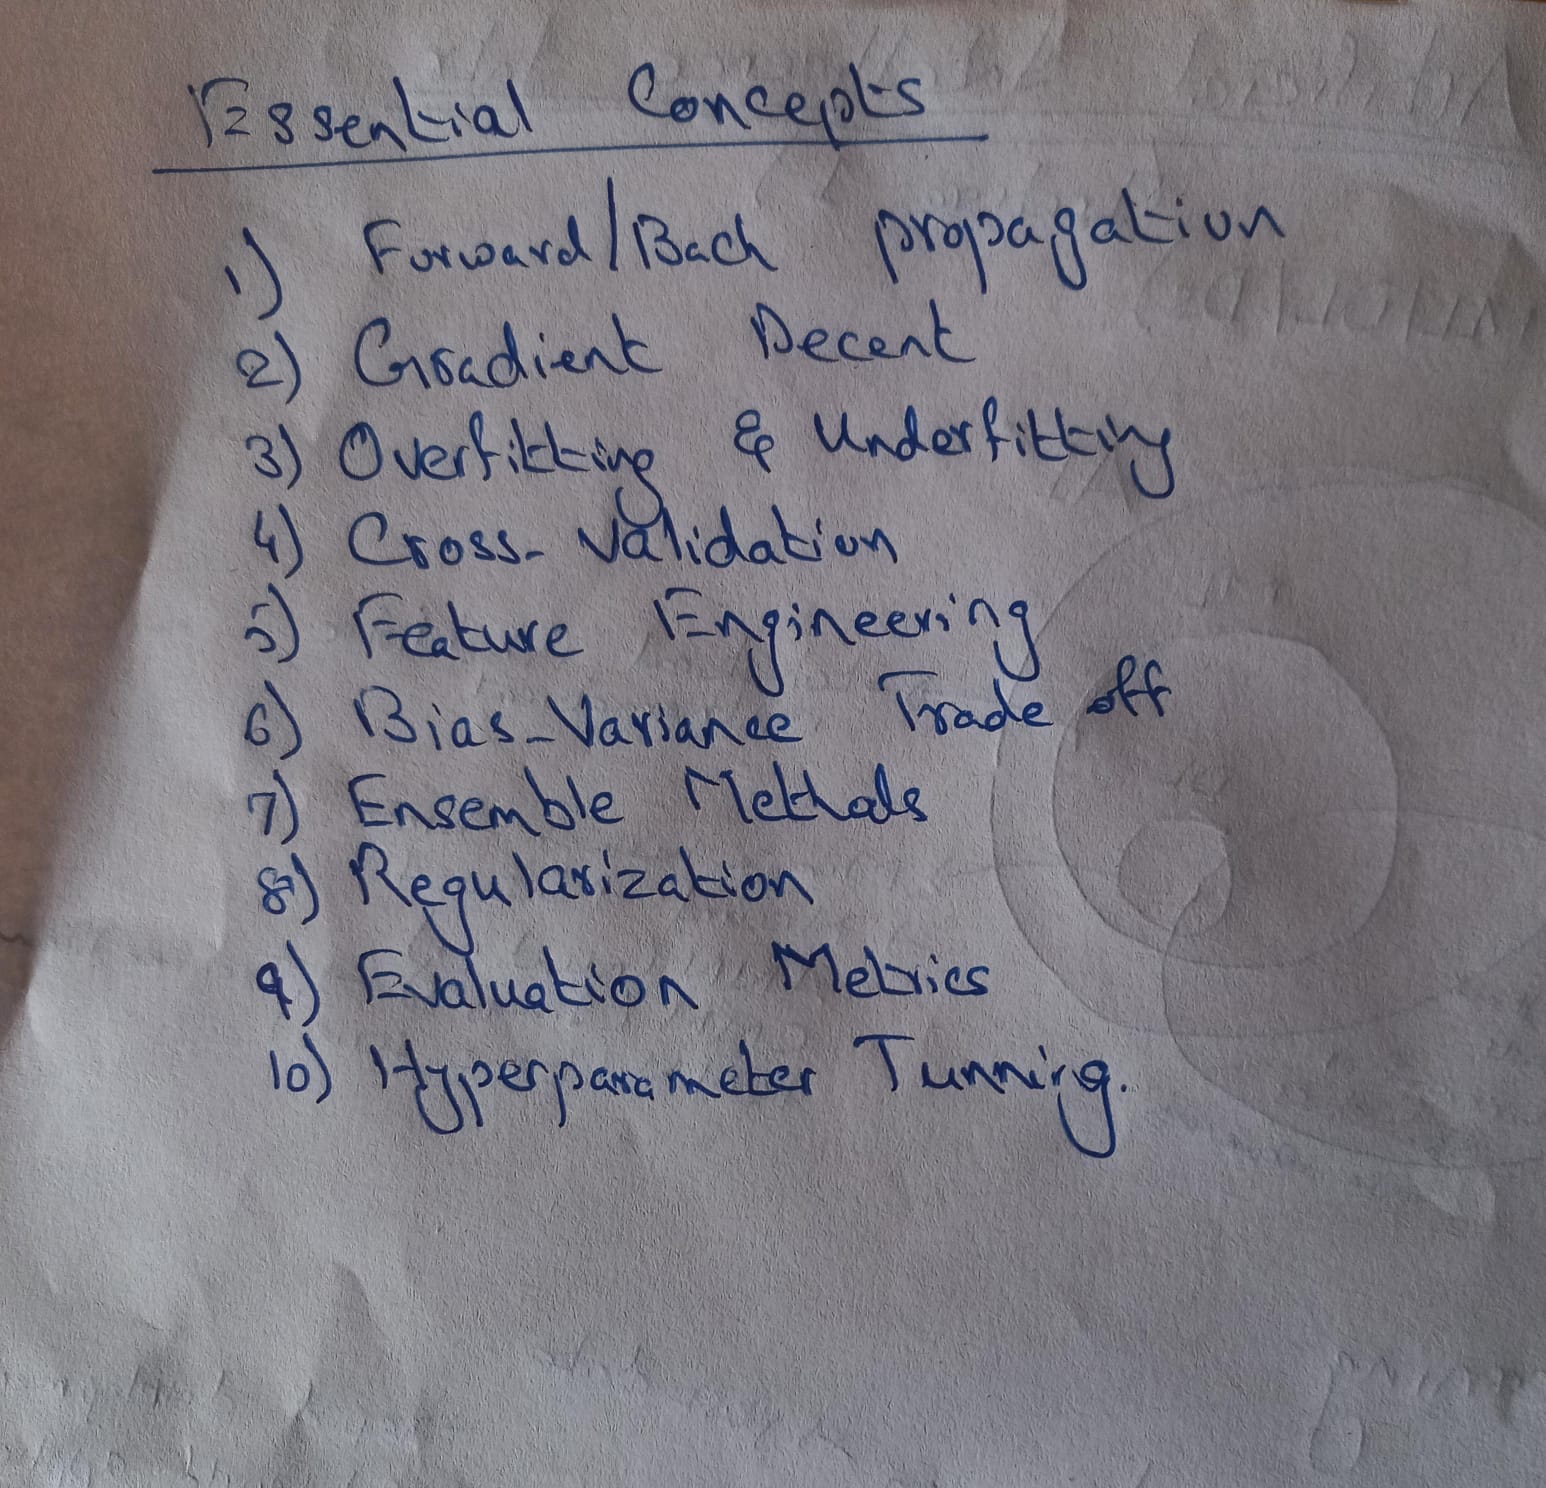 Essential Concepts
1) Forward/Back propagation
2) Gradient Decent
3) Overfitting & Underfitting
4) Cross-Validation
5) Feature Engineering
6) Bias-Variance Trade off
7) Ensemble Methods
8) Regularization
9) Evaluation Metrics
10) Hyperparameter Tunning.